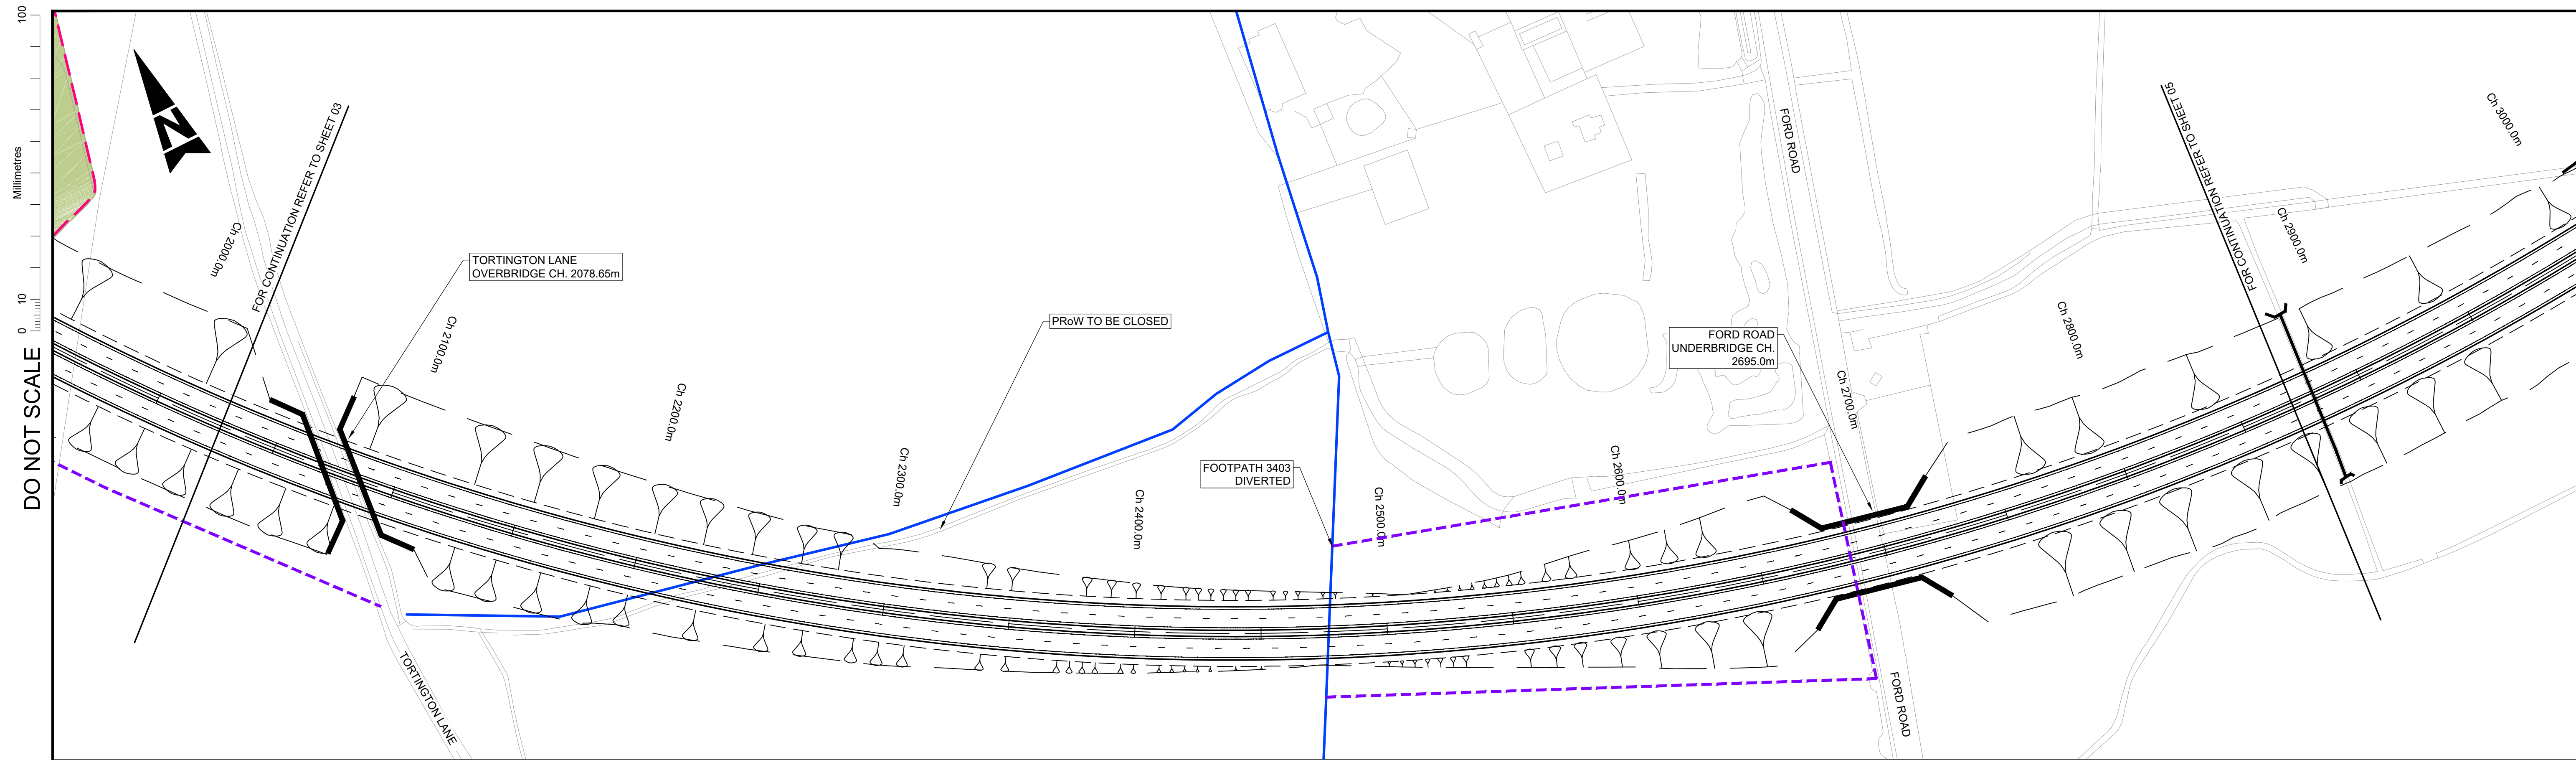 100
Millimetres
10
0
DO NOT SCALE
N
Ch 2000.0m
FOR CONTINUATION REFER TO SHEET 03
TORTINGTON LANE
OVERBRIDGE CH. 2078.65m
Ch 2100.0m
Ch 2200.0m
TORTINGTON LANE
Ch 2300.0m
PRoW TO BE CLOSED
Ch 2400.0m
FOOTPATH 3403
DIVERTED
Ch 2500.0m
Ch 2600.0m
FORD ROAD
FORD ROAD
UNDERBRIDGE CH.
2695.0m
Ch 2700.0m
FORD ROAD
Ch 2800.0m
FOR CONTINUATION REFER TO SHEET 05
Ch 2900.0m
Ch 3000.0m